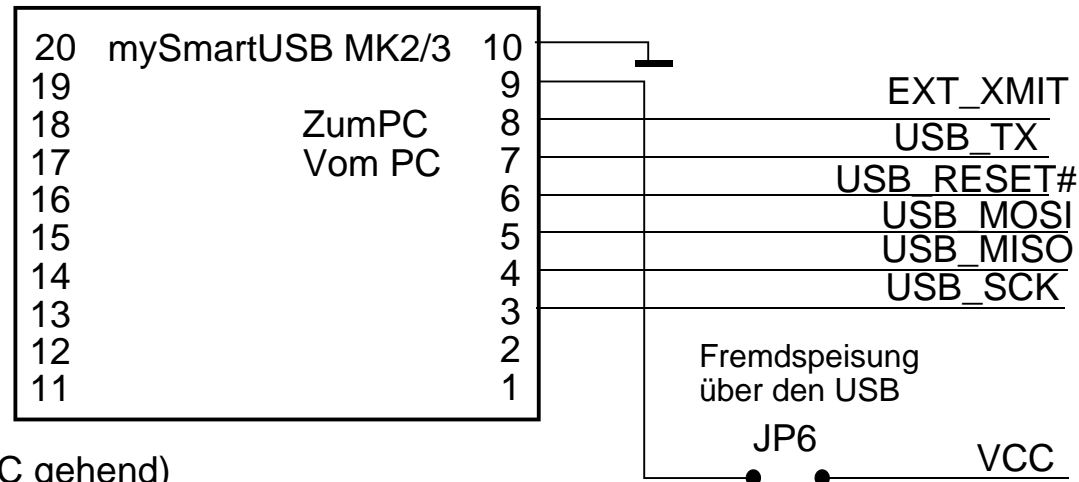 20 mySmartUSB MK2/3 10
19 9
EXT_XMIT
18 ZumPC 8
USB_TX
17 Vom PC 7
USB_RESET#
16 6
USB_MOSI
15 5
USB_MISO
14 4
USB_SCK
13 3
12 2
11 1
Fremdspeisung
über den USB
JP6
VCC
C gehend)